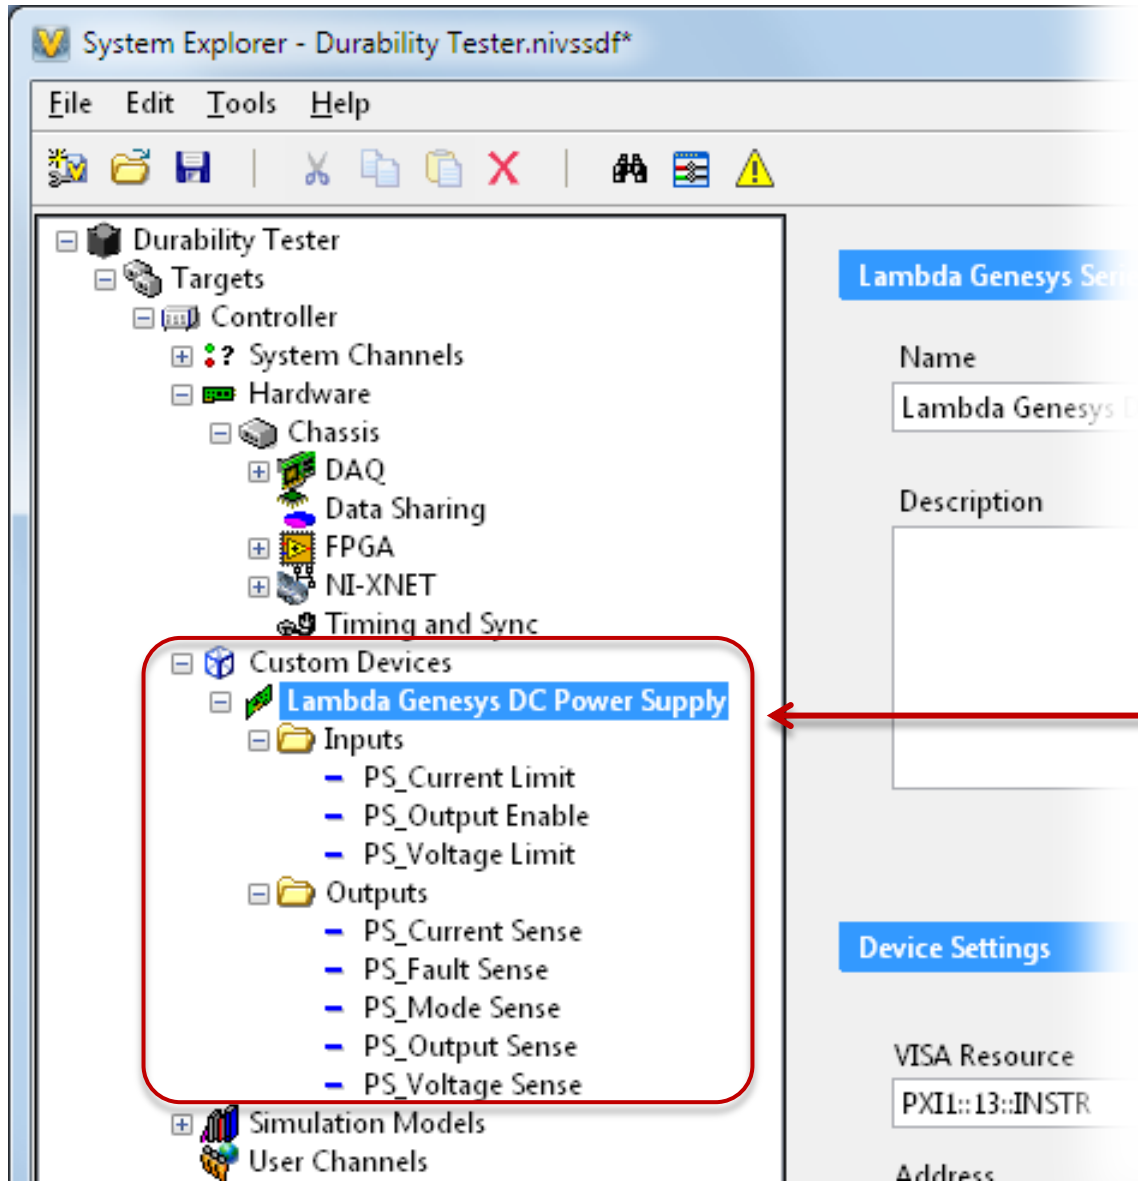 System Explorer - Durability Tester.nivssdf*
File Edit Tools Help
Durability Tester
Targets
Controller
? System Channels
Hardware
Chassis
DAQ
Data Sharing
FPGA
NI-XNET
Timing and Sync
Custom Devices
Lambda Genesys DC Power Supply
Inputs
PS_Current Limit
PS_Output Enable
PS_Voltage Limit
Outputs
PS_Current Sense
PS_Fault Sense
PS_Mode Sense
PS_Output Sense
PS_Voltage Sense
Simulation Models
User Channels
Lambda Genesys Seri
Name
Lambda Genesys D
Description
Device Settings
VISA Resource
PXI1::13::INSTR
Address